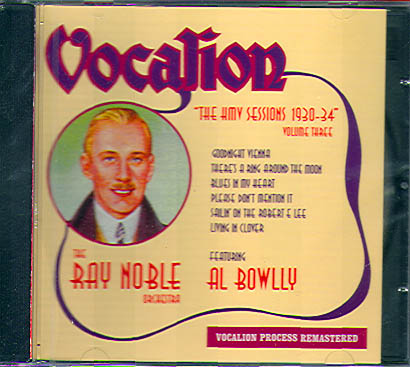 Vocalion
"THE HMV SESSIONS 1930-34"
VOLUME THREE
GOODNIGHT VIENNA
THERE'S A RING AROUND THE MOON
BLUES IN MY HEART
PLEASE DON'T MENTION IT
SAILIN' ON THE ROBERT E LEE
LIVING IN CLOVER
THE
RAY NOBLE
ORCHESTRA
FEATURING
AL BOWLLY
VOCALION PROCESS REMASTERED